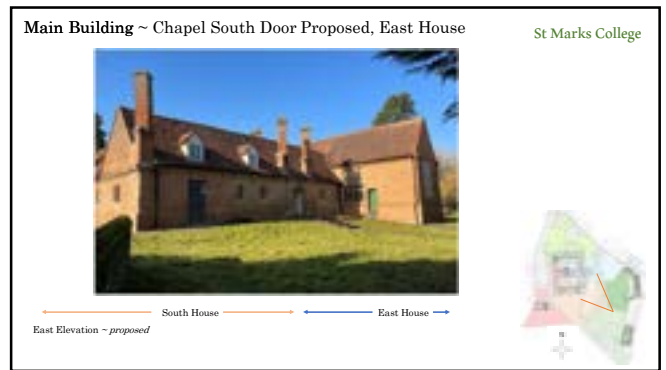 Main Building ~ Chapel South Door Proposed, East House
St Marks College
South House
East House
East Elevation ~ proposed